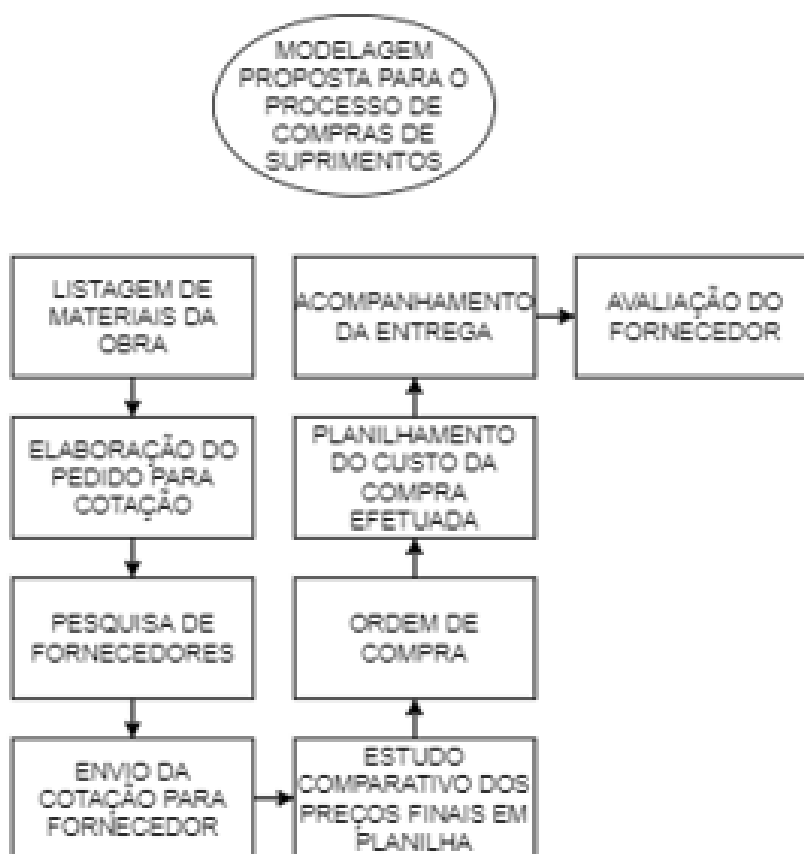 MODELAGEM
PROPOSTA PARA O
PROCESSO DE
COMPRAS DE
SUPRIMENTOS
LISTAGEM DE
MATERIAIS DA
OBRA
ELABORAÇÃO DO
PEDIDO PARA
COTAÇÃO
PESQUISA DE
FORNECEDORES
ENVIO DA
COTAÇÃO PARA
FORNECEDOR
ESTUDO
COMPARATIVO DOS
PREÇOS FINAIS EM
PLANILHA
ORDEM DE
COMPRA
PLANILHAMENTO
DO CUSTO DA
COMPRA
EFETUADA
ACOMPANHAMENTO
DA ENTREGA
AVALIAÇÃO DO
FORNECEDOR